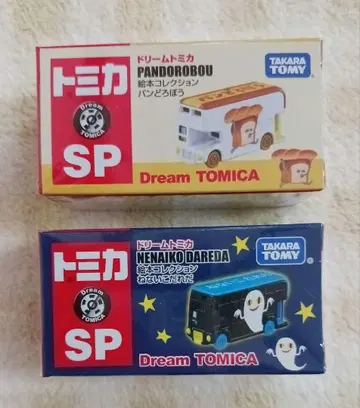 トミカ
Dream
TOMICA
SP
ドリームトミカ
PANDOROBOU
絵本コレクション
パンどろぼう
TAKARA
TOMY
Dream TOMICA
トミカ
Dream
TOMICA
SP
ドリームトミカ
NENAIKO DAREDA
絵本コレクション
ねないこだれだ
TAKARA
TOMY
Dream TOMICA